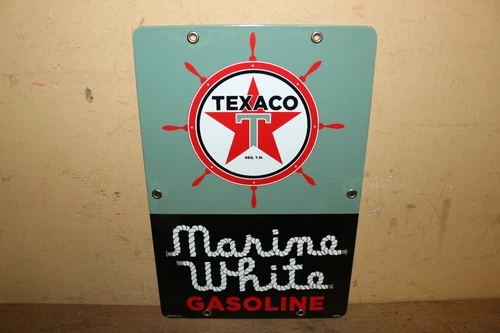 TEXACO
T
REG. T.M.
Marine
White
GASOLINE